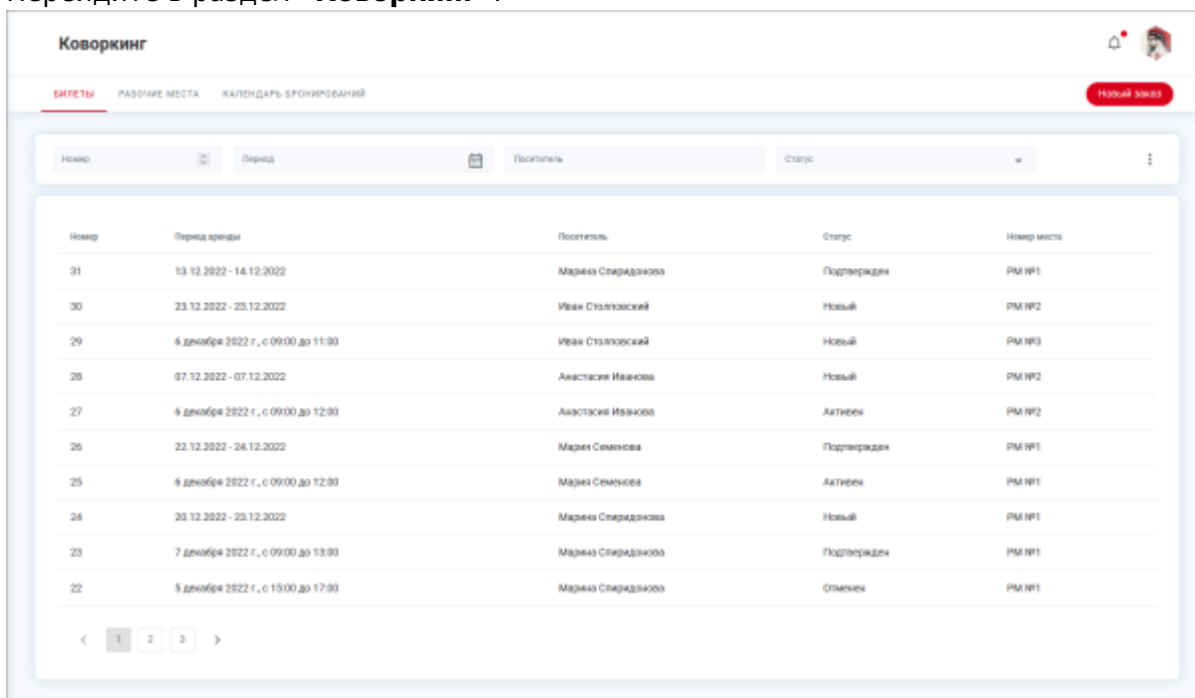 Перейдите в раздел "Коворкинг".
Коворкинг
БИЛЕТЫ РАБОЧИЕ МЕСТА КАЛЕНДАРЬ БРОНИРОВАНИЙ Новый заказ
Номер Период Посетитель Статус
Номер Период аренды Посетитель Статус Номер места
31 13.12.2022 - 14.12.2022 Марина Спиридонова Подтвержден РМ №1
30 23.12.2022 - 23.12.2022 Иван Столповский Новый РМ №2
29 6 декабря 2022 г., с 09:00 до 11:00 Иван Столповский Новый РМ №3
28 07.12.2022 - 07.12.2022 Анастасия Иванова Новый РМ №2
27 6 декабря 2022 г., с 09:00 до 12:00 Анастасия Иванова Активен РМ №2
26 22.12.2022 - 24.12.2022 Мария Семенова Подтвержден РМ №1
25 6 декабря 2022 г., с 09:00 до 12:00 Мария Семенова Активен РМ №1
24 20.12.2022 - 23.12.2022 Марина Спиридонова Новый РМ №1
23 7 декабря 2022 г., с 09:00 до 13:00 Марина Спиридонова Подтвержден РМ №1
22 5 декабря 2022 г., с 15:00 до 17:00 Марина Спиридонова Отменен РМ №1
1 2 3